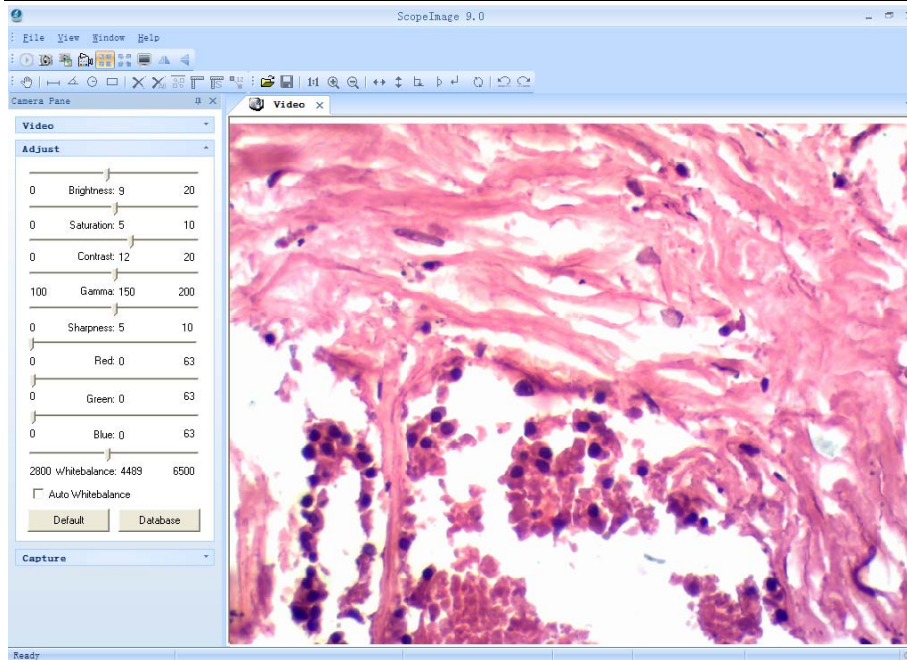 ScopeImage 9.0
File View Window Help
1:1
Camera Pane
Video
Video
Adjust
0 Brightness: 9 20
0 Saturation: 5 10
0 Contrast: 12 20
100 Gamma: 150 200
0 Sharpness: 5 10
0 Red: 0 63
0 Green: 0 63
0 Blue: 0 63
2800 Whitebalance: 4489 6500
Auto Whitebalance
Default Database
Capture
Ready